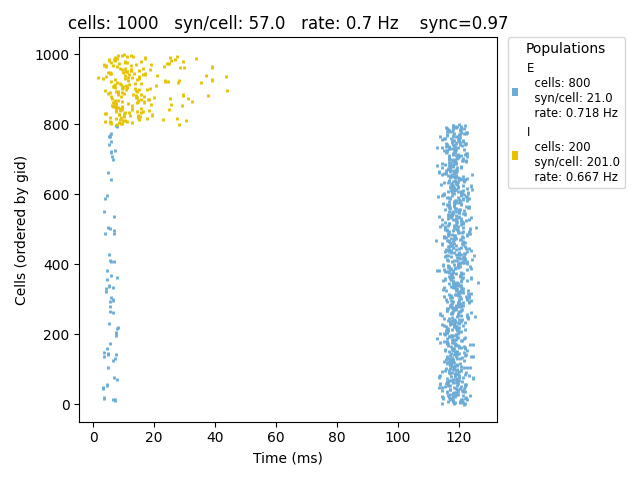 cells: 1000   syn/cell: 57.0   rate: 0.7 Hz    sync=0.97
Populations
E
cells: 800
syn/cell: 21.0
rate: 0.718 Hz
I
cells: 200
syn/cell: 201.0
rate: 0.667 Hz
Cells (ordered by gid)
1000
800
600
400
200
0
0 20 40 60 80 100 120
Time (ms)